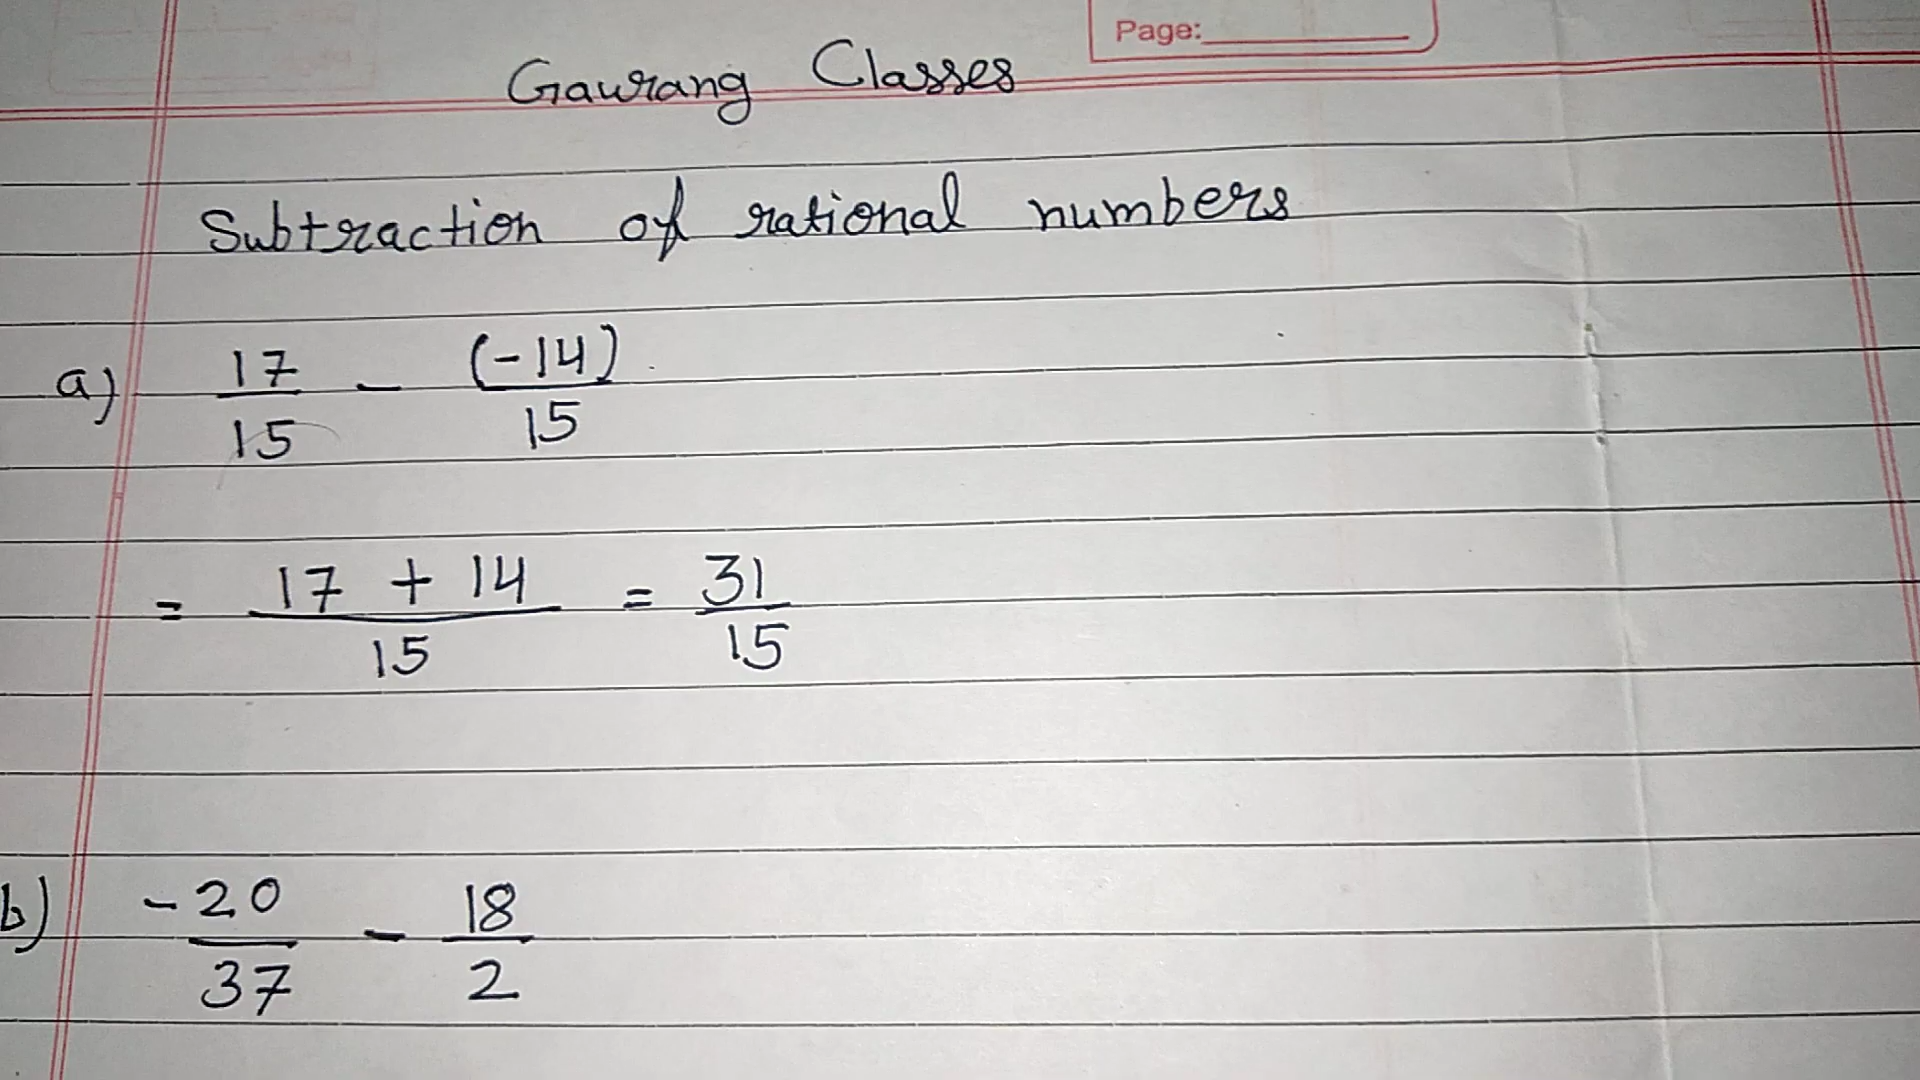 Page:
Gaurang Classes
Subtraction of rational numbers
a) 17/15 - (-14)/15
= 17 + 14/15 = 31/15
b) -20/37 - 18/2